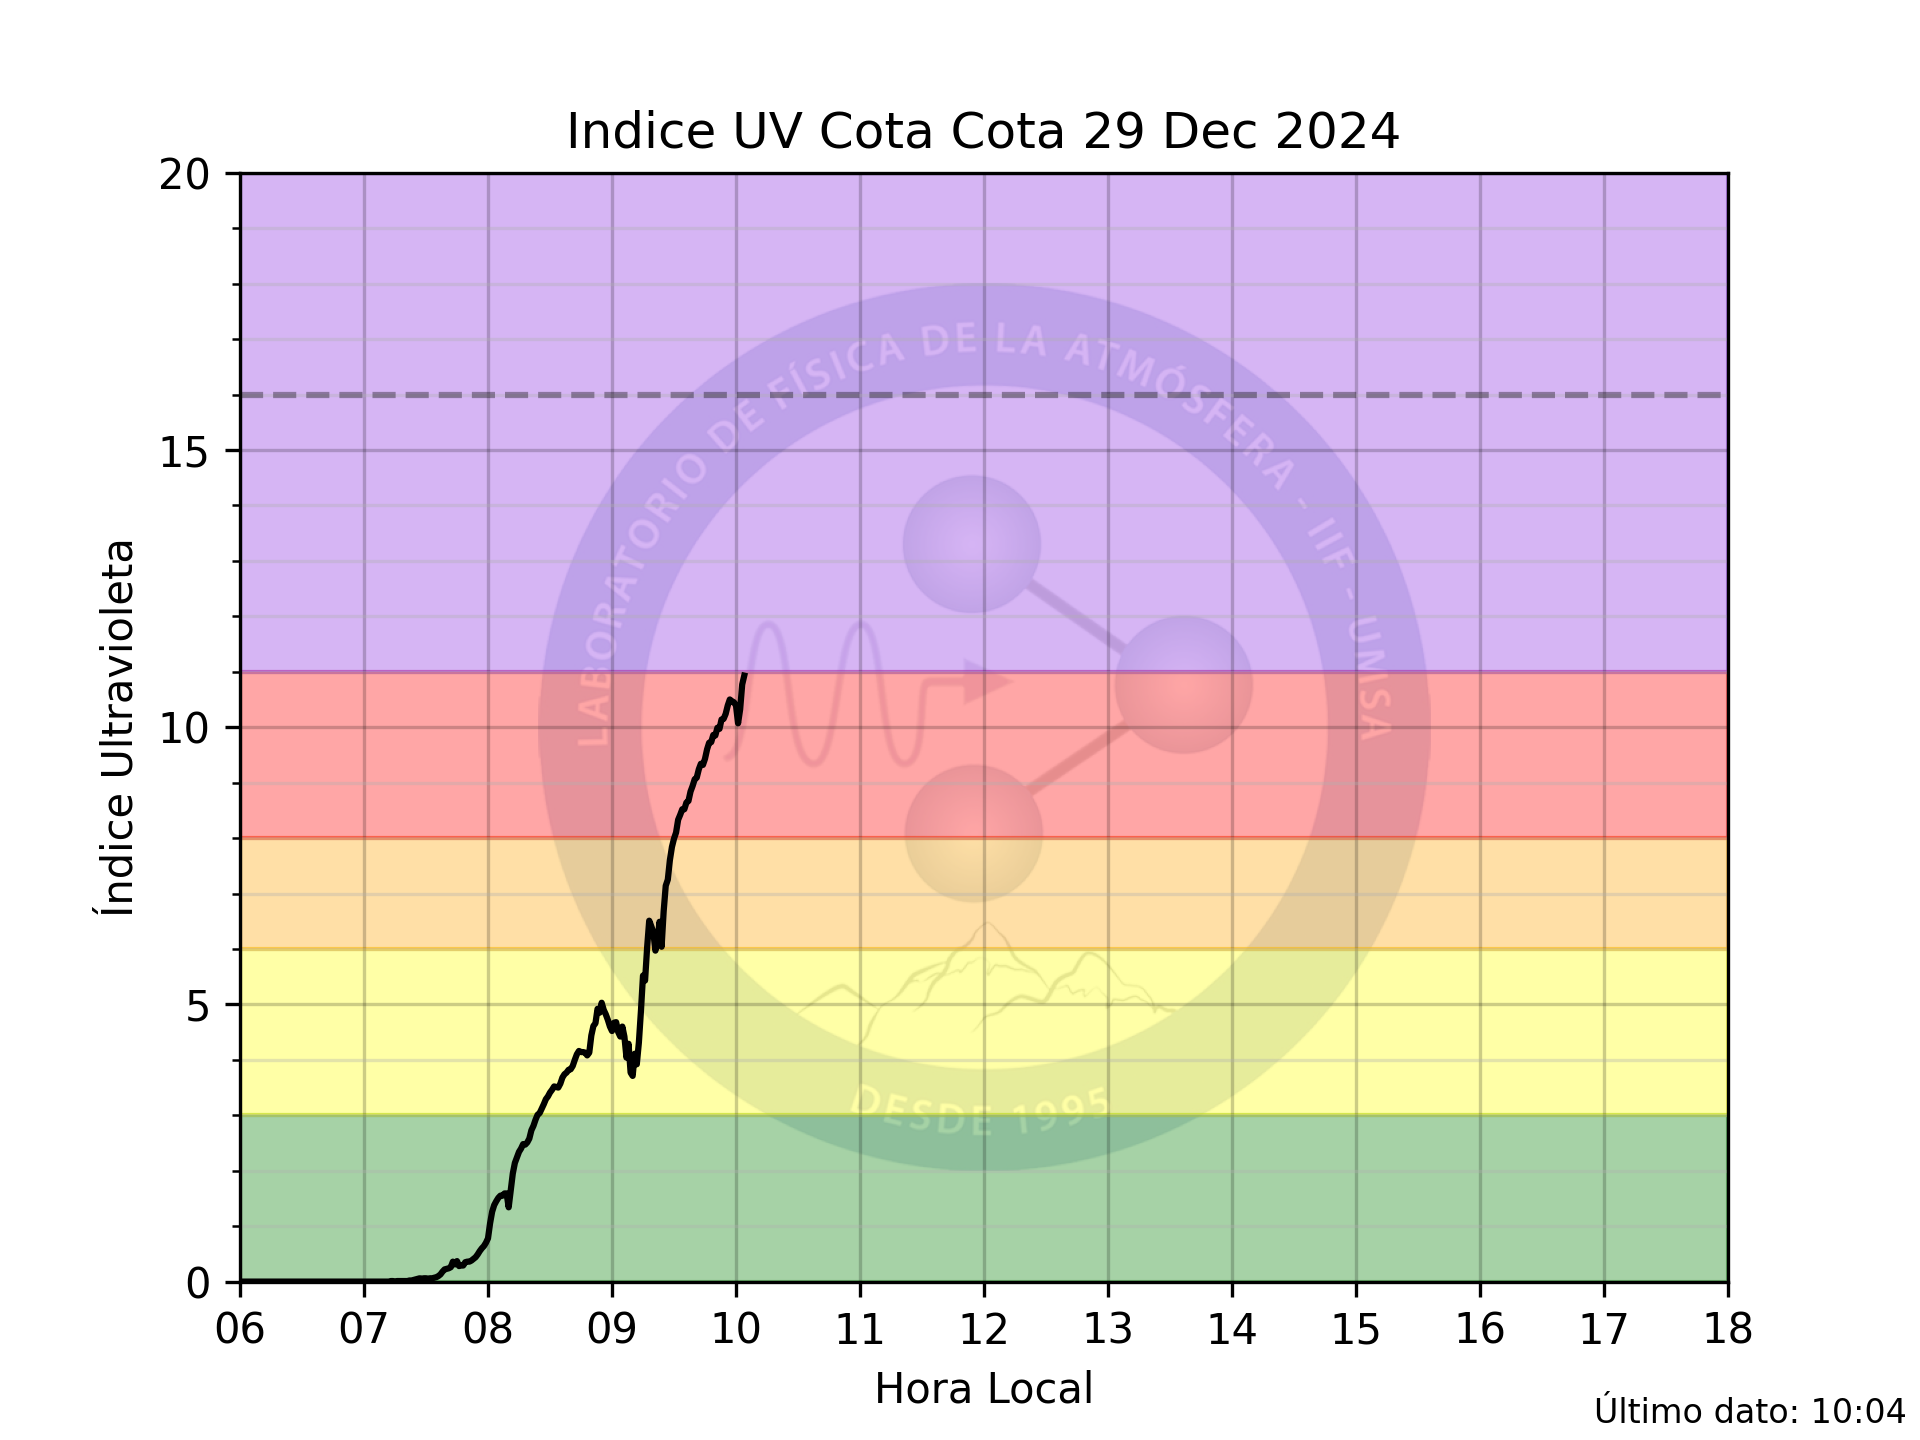 Indice UV Cota Cota 29 Dec 2024
20
15
10
5
0
Índice Ultravioleta
LABORATORIO DE FÍSICA DE LA ATMÓSFERA - IIF - UMSA
DESDE 1995
06 07 08 09 10 11 12 13 14 15 16 17 18
Hora Local
Último dato: 10:04